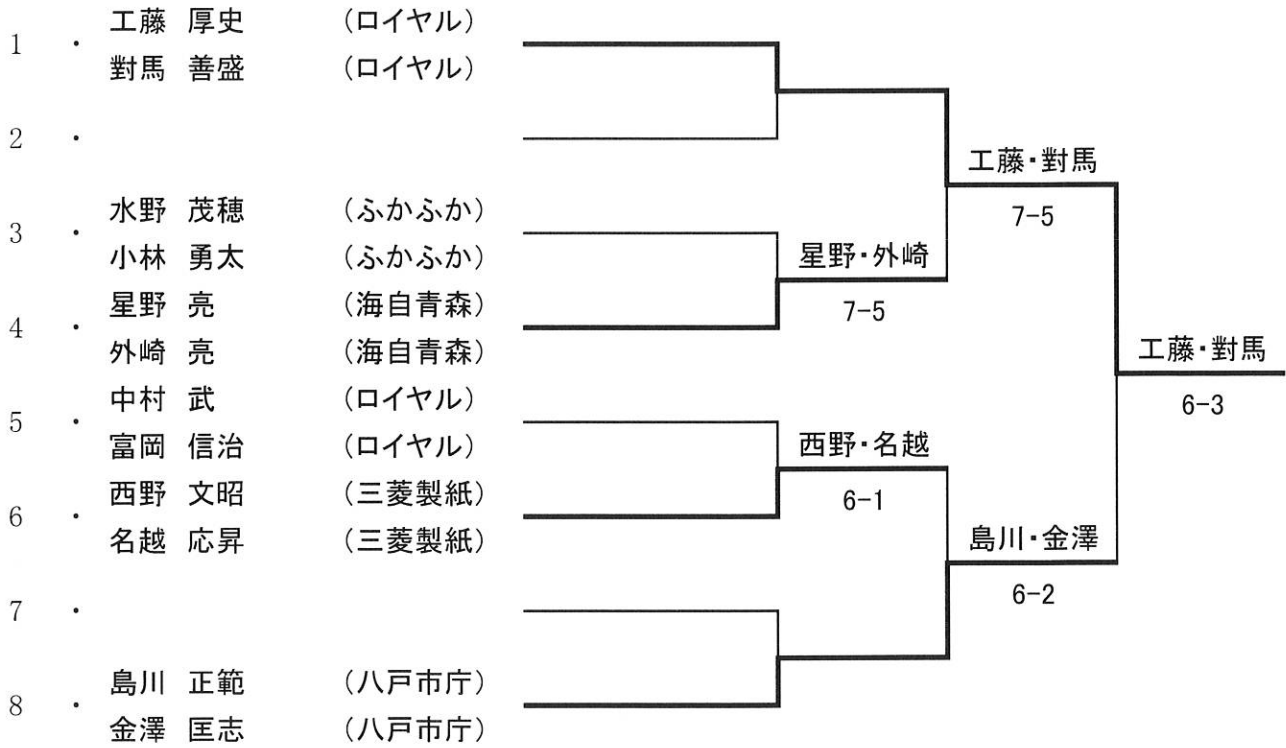 工藤 厚史 (ロイヤル)
1 ・
對馬 善盛 (ロイヤル)
2 ・
工藤・對馬
水野 茂穂 (ふかふか)
7-5
3 ・
小林 勇太 (ふかふか)
星野・外崎
星野 亮 (海自青森)
7-5
4 ・
外崎 亮 (海自青森)
工藤・對馬
中村 武 (ロイヤル)
6-3
5 ・
富岡 信治 (ロイヤル)
西野・名越
西野 文昭 (三菱製紙)
6-1
6 ・
名越 応昇 (三菱製紙)
島川・金澤
6-2
7 ・
島川 正範 (八戸市庁)
8 ・
金澤 匡志 (八戸市庁)